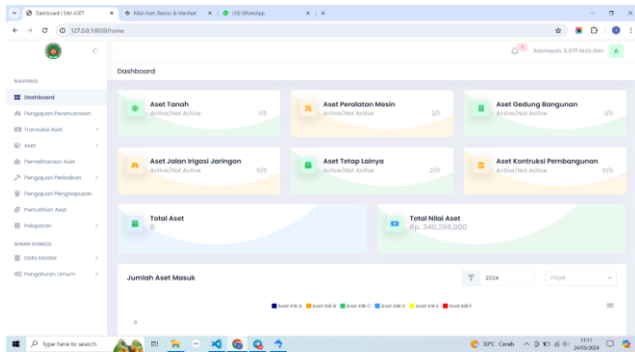 Dashboard | SIM ASET
Nilai Aset: Rendu & Manfaat
(10) WhatsApp
127.0.0.1:8000/home
Alamsyah, S.STP.M.Ec.Dev
A
NAVIGASI
Dashboard
Dashboard
Pengajuan Perancanaan
Transaksi Aset
Aset
Pemeliharaan Aset
Pengajuan Perbaikan
Pengajuan Penghapusan
Pemutihan Aset
Pelaporan
ADMIN KONSOL
Data Master
Pengaturan Umum
Aset Tanah
Active/Not Active 1/0
Aset Peralatan Mesin
Active/Not Active 2/1
Aset Gedung Bangunan
Active/Not Active 1/0
Aset Jalan Irigasi Jaringan
Active/Not Active 0/0
Aset Tetap Lainya
Active/Not Active 2/0
Aset Kontruksi Pembangunan
Active/Not Active 0/0
Total Aset
6
Total Nilai Aset
Rp. 340,298,000
Jumlah Aset Masuk
2024
Objek
Aset KIB A Aset KIB B Aset KIB C Aset KIB D Aset KIB E Aset KIB F
Type here to search
30°C Cerah
11:11
24/05/2024